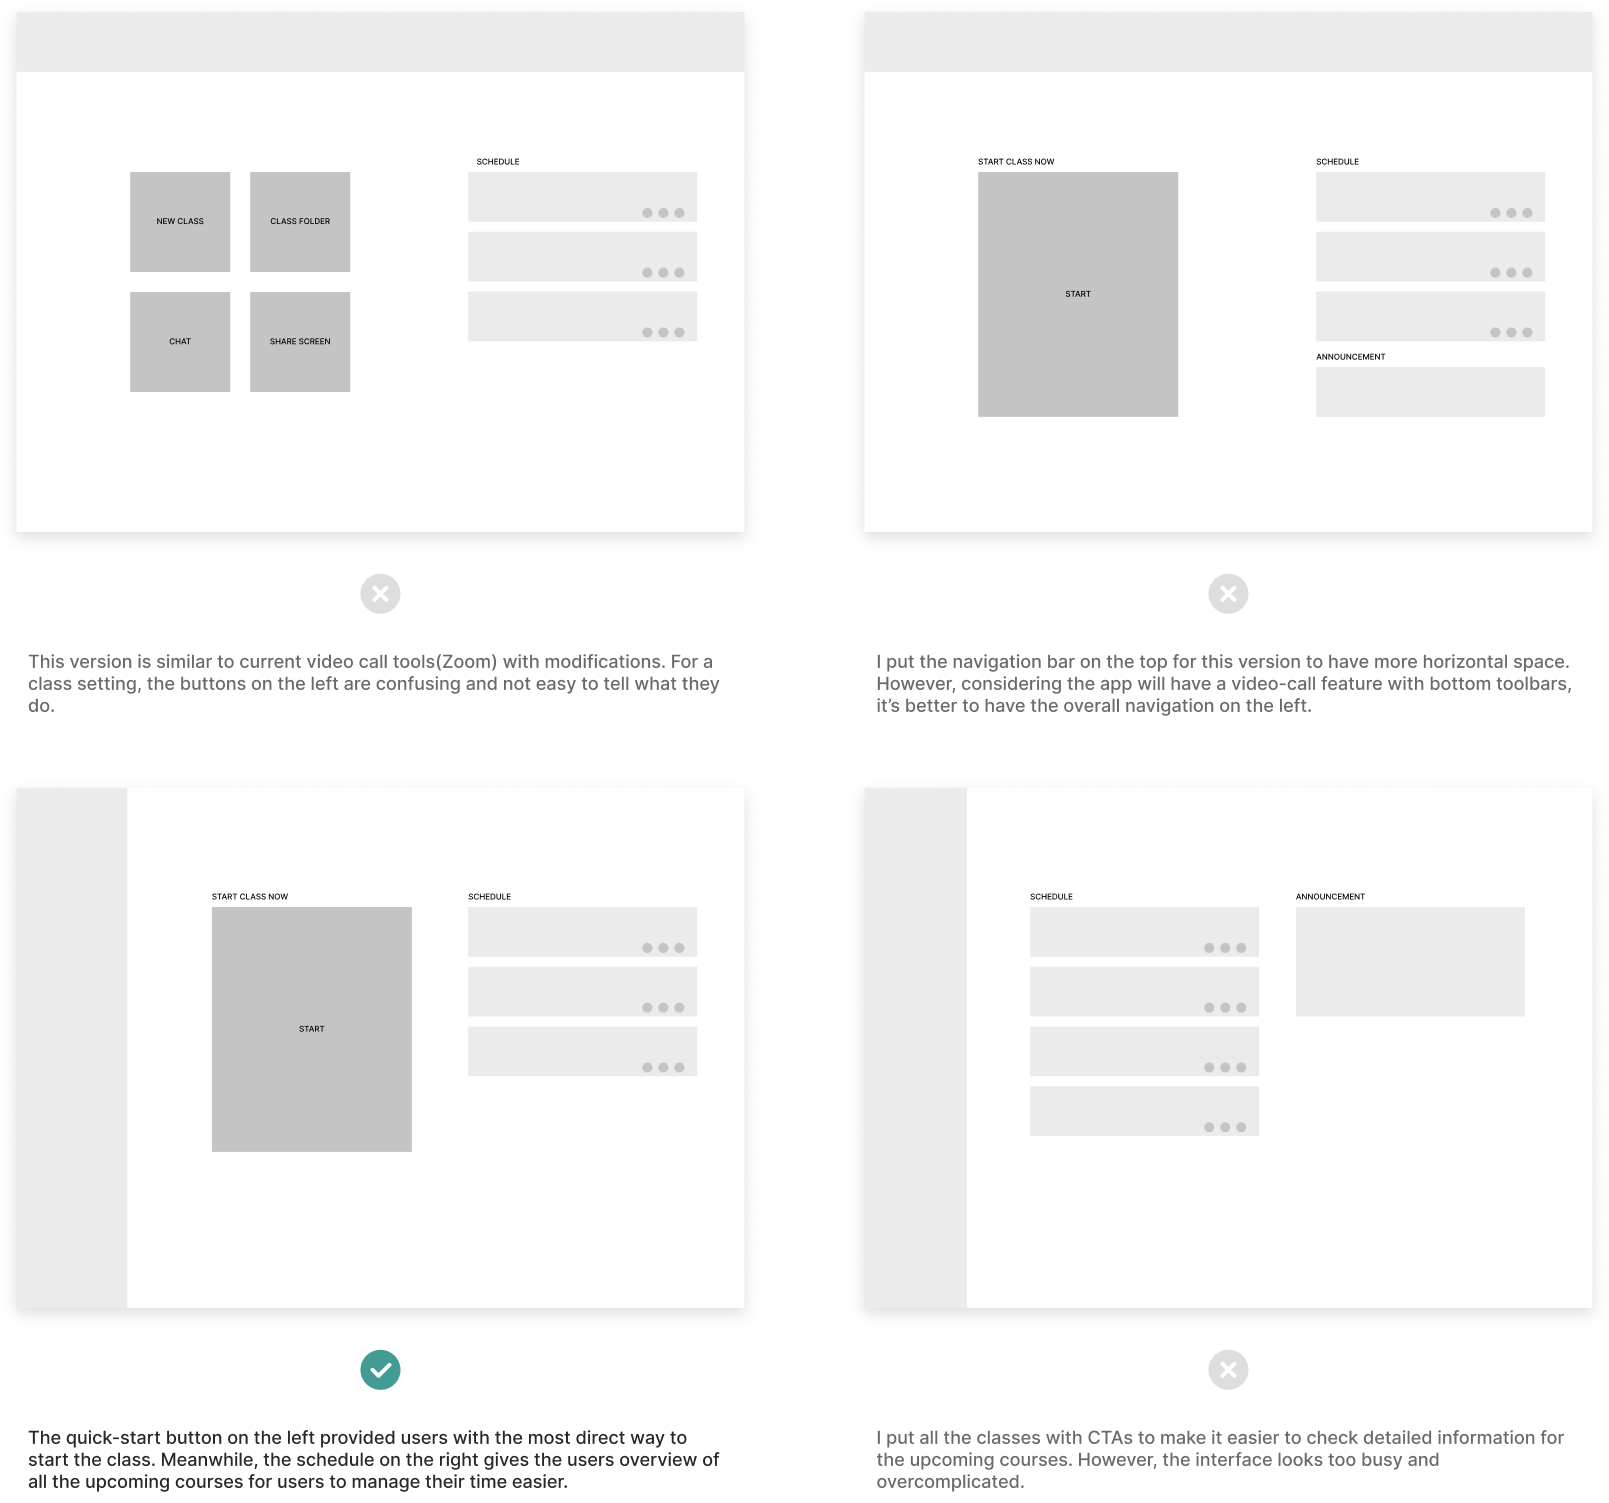 SCHEDULE
NEW CLASS
CLASS FOLDER
CHAT
SHARE SCREEN
This version is similar to current video call tools(Zoom) with modifications. For a
class setting, the buttons on the left are confusing and not easy to tell what they
do.
START CLASS NOW
START
SCHEDULE
ANNOUNCEMENT
I put the navigation bar on the top for this version to have more horizontal space.
However, considering the app will have a video-call feature with bottom toolbars,
it’s better to have the overall navigation on the left.
START CLASS NOW
START
SCHEDULE
The quick-start button on the left provided users with the most direct way to
start the class. Meanwhile, the schedule on the right gives the users overview of
all the upcoming courses for users to manage their time easier.
SCHEDULE
ANNOUNCEMENT
I put all the classes with CTAs to make it easier to check detailed information for
the upcoming courses. However, the interface looks too busy and
overcomplicated.